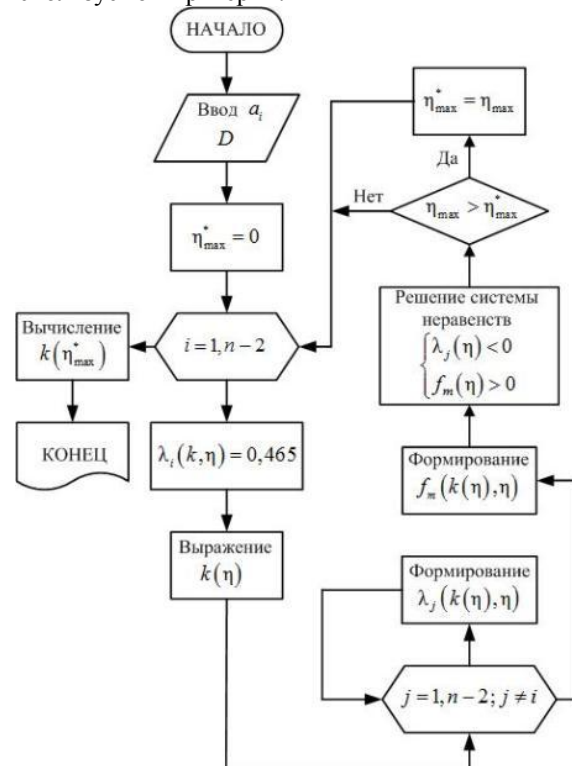 НАЧАЛО
Ввод a_i
D
η*_max = 0
i = 1, n − 2
Вычисление
k(η*_max)
КОНЕЦ
λ_i(k, η) = 0,465
Выражение
k(η)
j = 1, n − 2; j ≠ i
Формирование
λ_j(k(η), η)
Формирование
f_m(k(η), η)
Решение системы
неравенств
λ_j(η) < 0
f_m(η) > 0
η_max > η*_max
Нет
Да
η*_max = η_max